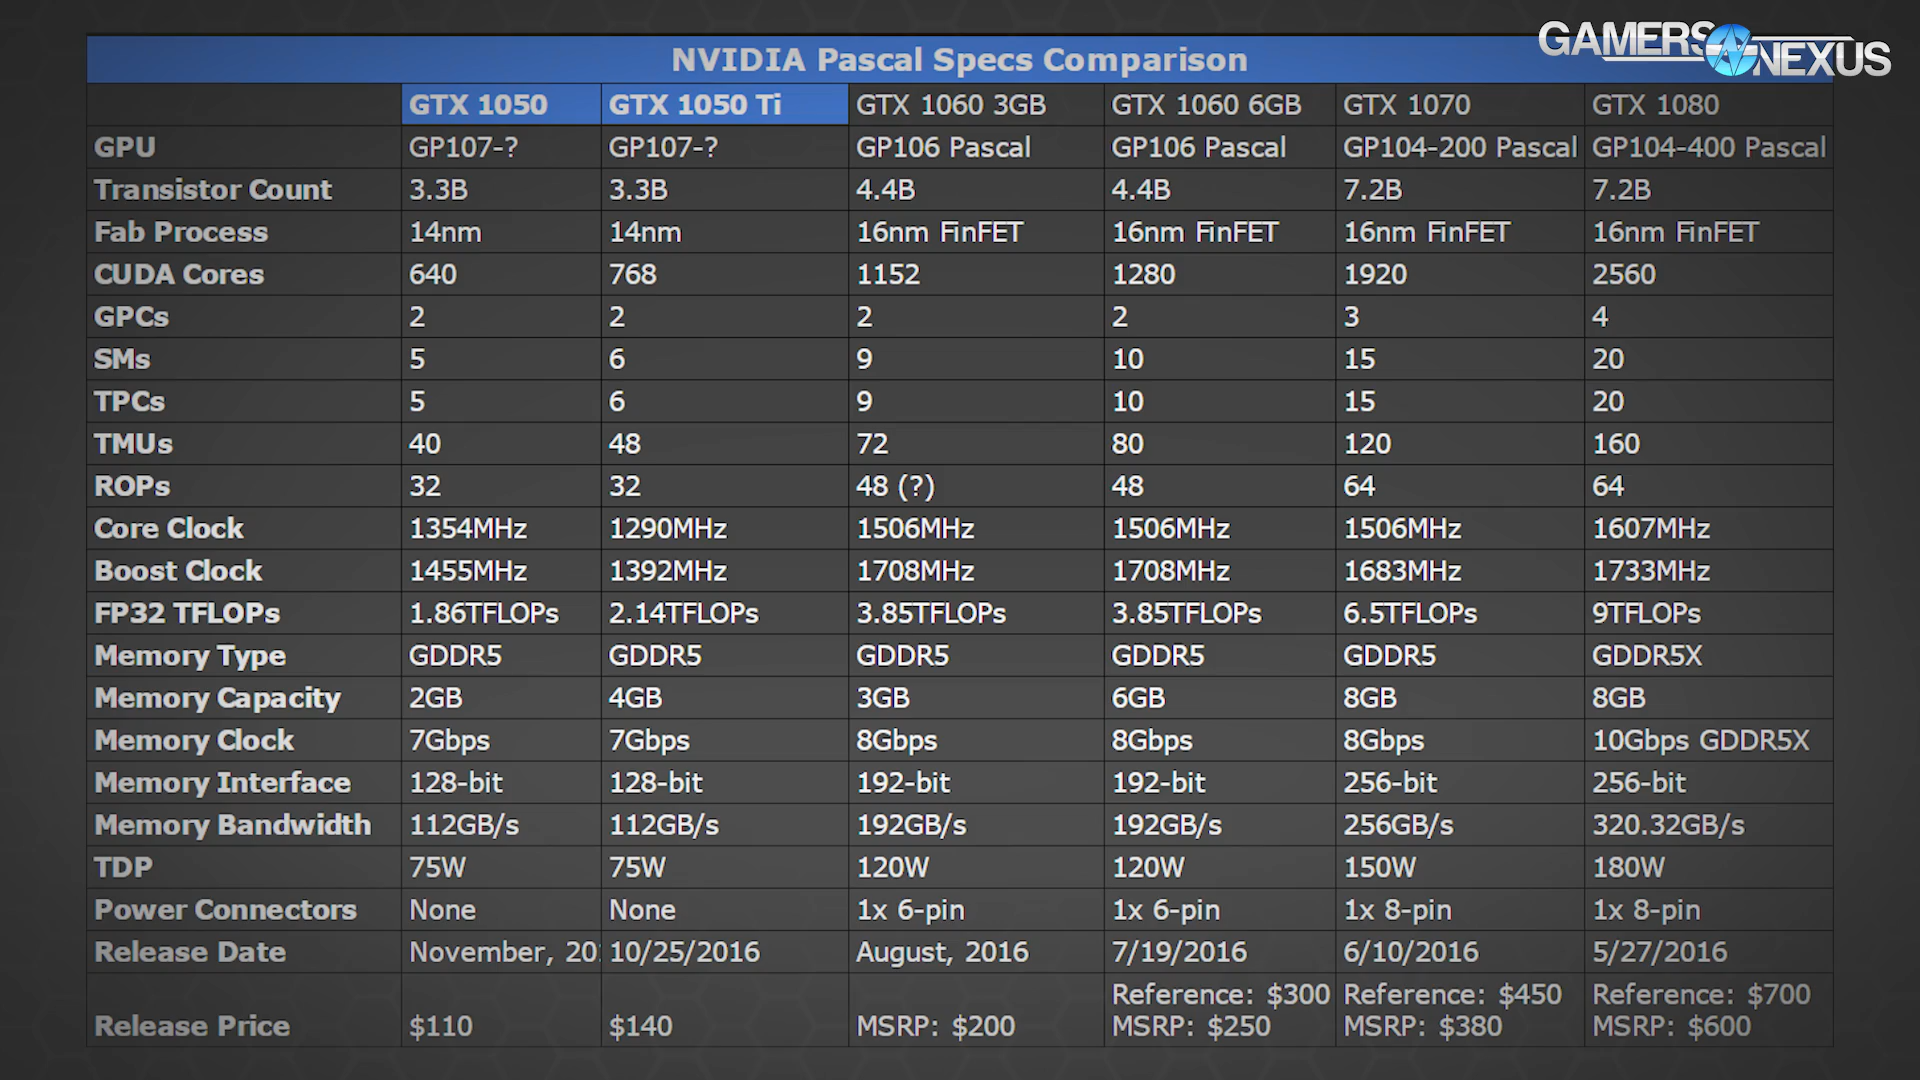 GAMERS NEXUS
NVIDIA Pascal Specs Comparison
GTX 1050 GTX 1050 Ti GTX 1060 3GB GTX 1060 6GB GTX 1070 GTX 1080
GPU GP107-? GP107-? GP106 Pascal GP106 Pascal GP104-200 Pascal GP104-400 Pascal
Transistor Count 3.3B 3.3B 4.4B 4.4B 7.2B 7.2B
Fab Process 14nm 14nm 16nm FinFET 16nm FinFET 16nm FinFET 16nm FinFET
CUDA Cores 640 768 1152 1280 1920 2560
GPCs 2 2 2 2 3 4
SMs 5 6 9 10 15 20
TPCs 5 6 9 10 15 20
TMUs 40 48 72 80 120 160
ROPs 32 32 48 (?) 48 64 64
Core Clock 1354MHz 1290MHz 1506MHz 1506MHz 1506MHz 1607MHz
Boost Clock 1455MHz 1392MHz 1708MHz 1708MHz 1683MHz 1733MHz
FP32 TFLOPs 1.86TFLOPs 2.14TFLOPs 3.85TFLOPs 3.85TFLOPs 6.5TFLOPs 9TFLOPs
Memory Type GDDR5 GDDR5 GDDR5 GDDR5 GDDR5 GDDR5X
Memory Capacity 2GB 4GB 3GB 6GB 8GB 8GB
Memory Clock 7Gbps 7Gbps 8Gbps 8Gbps 8Gbps 10Gbps GDDR5X
Memory Interface 128-bit 128-bit 192-bit 192-bit 256-bit 256-bit
Memory Bandwidth 112GB/s 112GB/s 192GB/s 192GB/s 256GB/s 320.32GB/s
TDP 75W 75W 120W 120W 150W 180W
Power Connectors None None 1x 6-pin 1x 6-pin 1x 8-pin 1x 8-pin
Release Date November, 20 10/25/2016 August, 2016 7/19/2016 6/10/2016 5/27/2016
Reference: $300 Reference: $450 Reference: $700
Release Price $110 $140 MSRP: $200 MSRP: $250 MSRP: $380 MSRP: $600